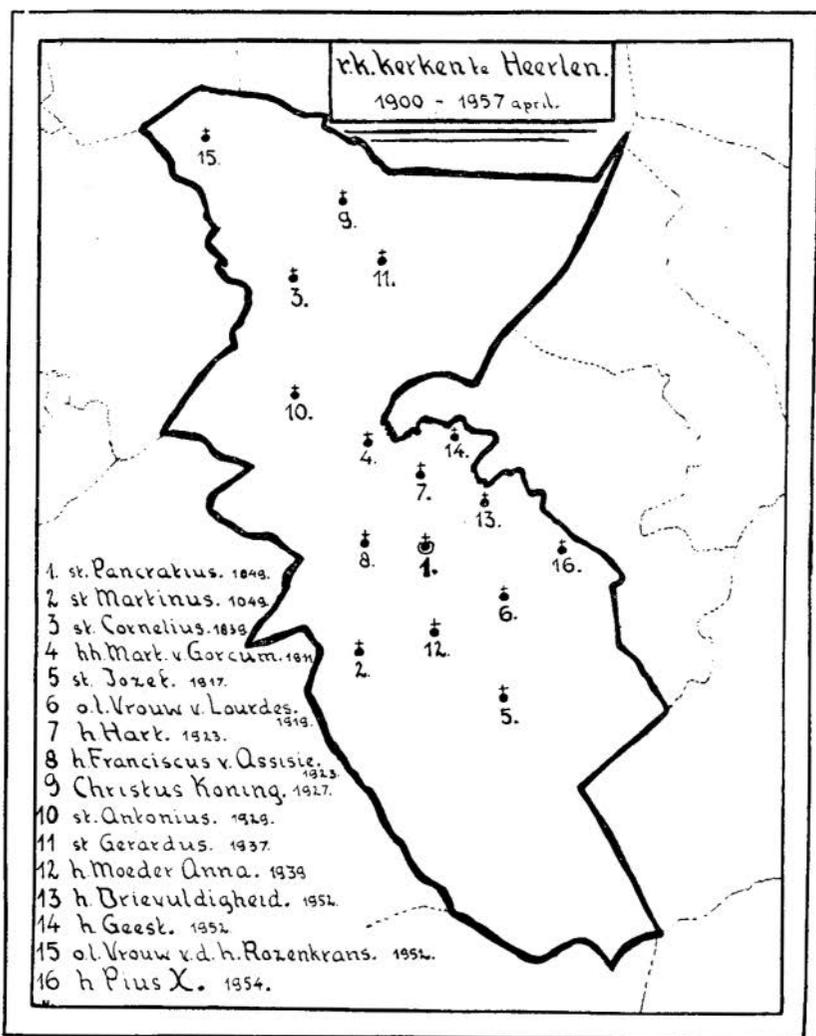 r.k. kerken te Heerlen.
1900 - 1957 april.
15.
9
11.
3.
10.
4.
14.
7.
13.
8.
1.
16.
6.
12.
2.
5.
1. st. Pancratius. 1049.
2 st Martinus. 1049
3 st. Cornelius. 1839
4 hh. Mart. v. Gorcum. 1911
5 st. Jozef. 1917.
6 o.l. Vrouw v. Lourdes.
1919.
7 h. Hart. 1923.
8 h. Franciscus v. Assisie.
1923.
9 Christus Koning. 1927.
10 st. Antonius. 1929.
11 st Gerardus. 1937.
12 h. Moeder Anna. 1939
13 h. Drievuldigheid. 1952.
14 h Geest. 1952.
15 o.l. Vrouw v.d. h. Rozenkrans. 1952.
16 h Pius X. 1954.